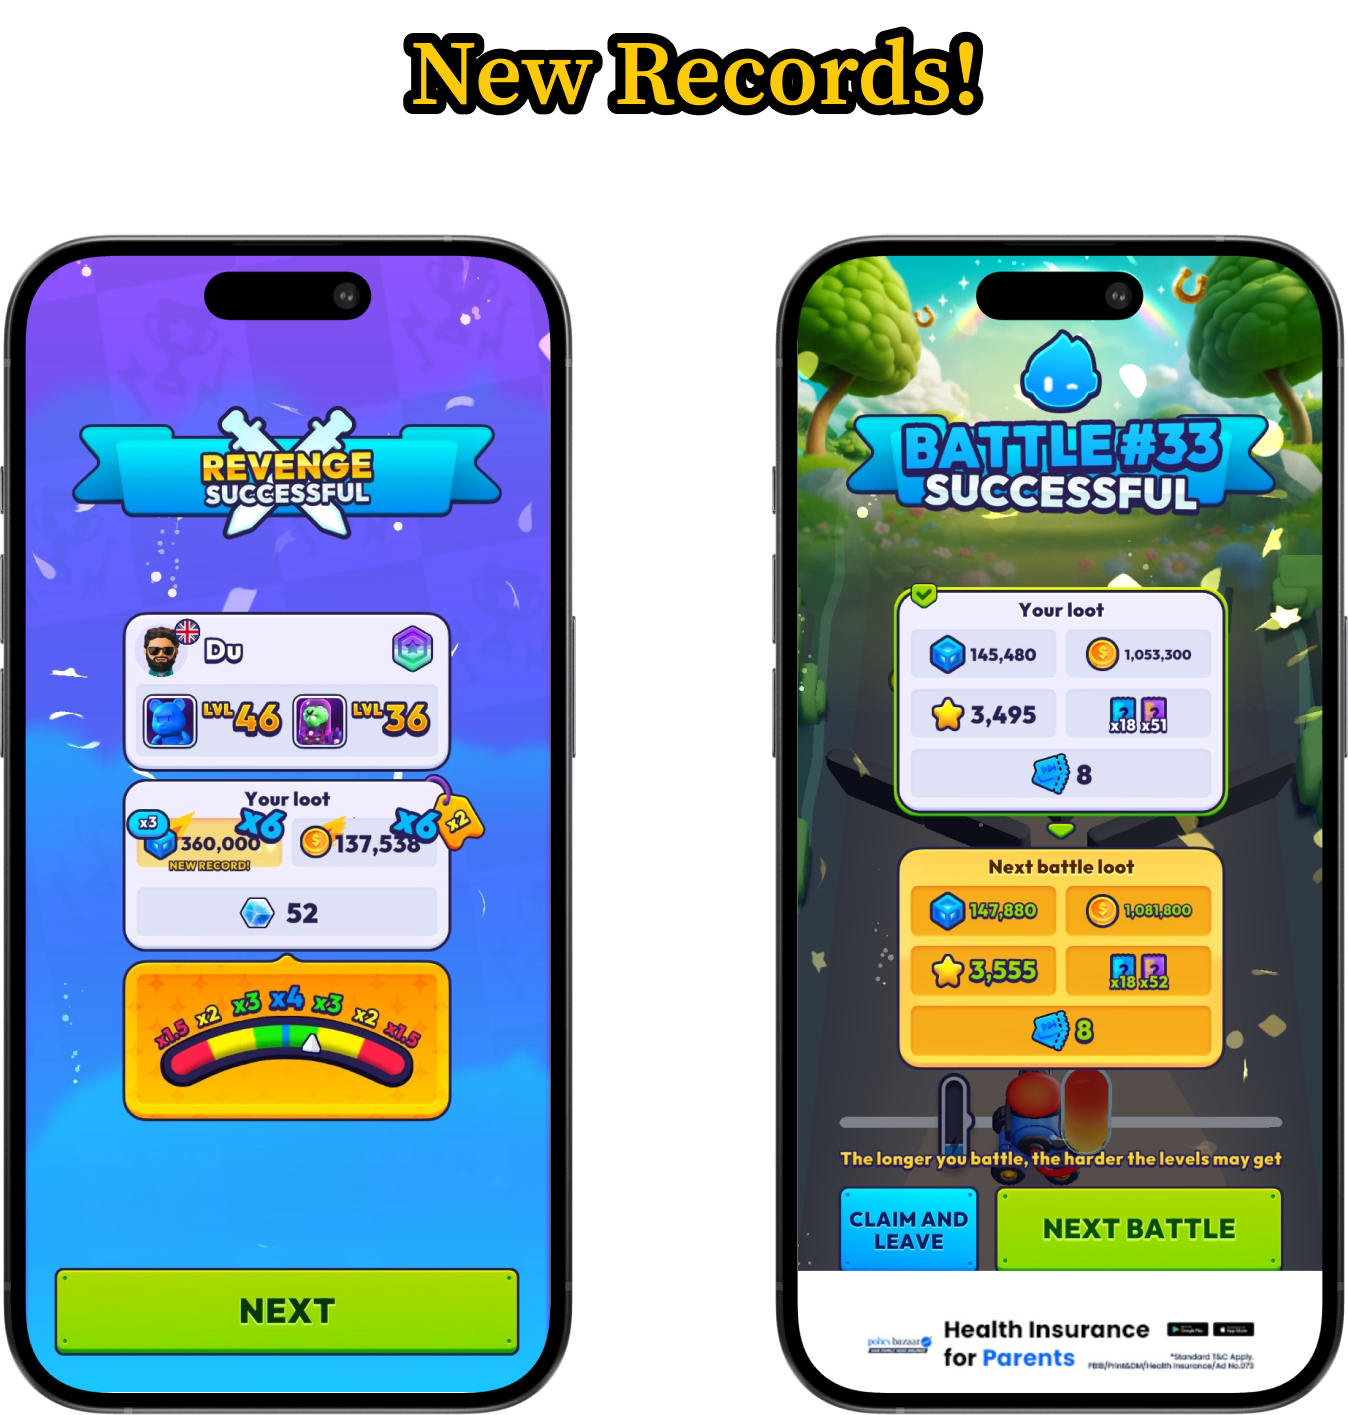 New Records!
REVENGE
SUCCESSFUL
Du
LVL 46 LVL 36
Your loot
x3 x6 x6 x2
360,000 137,538
NEW RECORD!
52
x1.5 x2 x3 x4 x3 x2 x1.5
NEXT
BATTLE #33
SUCCESSFUL
Your loot
145,480 1,053,300
3,495 ? ?
x18 x51
8
Next battle loot
147,880 1,081,800
3,555 ? ?
x18 x52
8
The longer you battle, the harder the levels may get
CLAIM AND
LEAVE
NEXT BATTLE
policy bazaar
Health Insurance
for Parents
*Standard T&C Apply.
PBIB/Print&DM/Health Insurance/Ad No.073